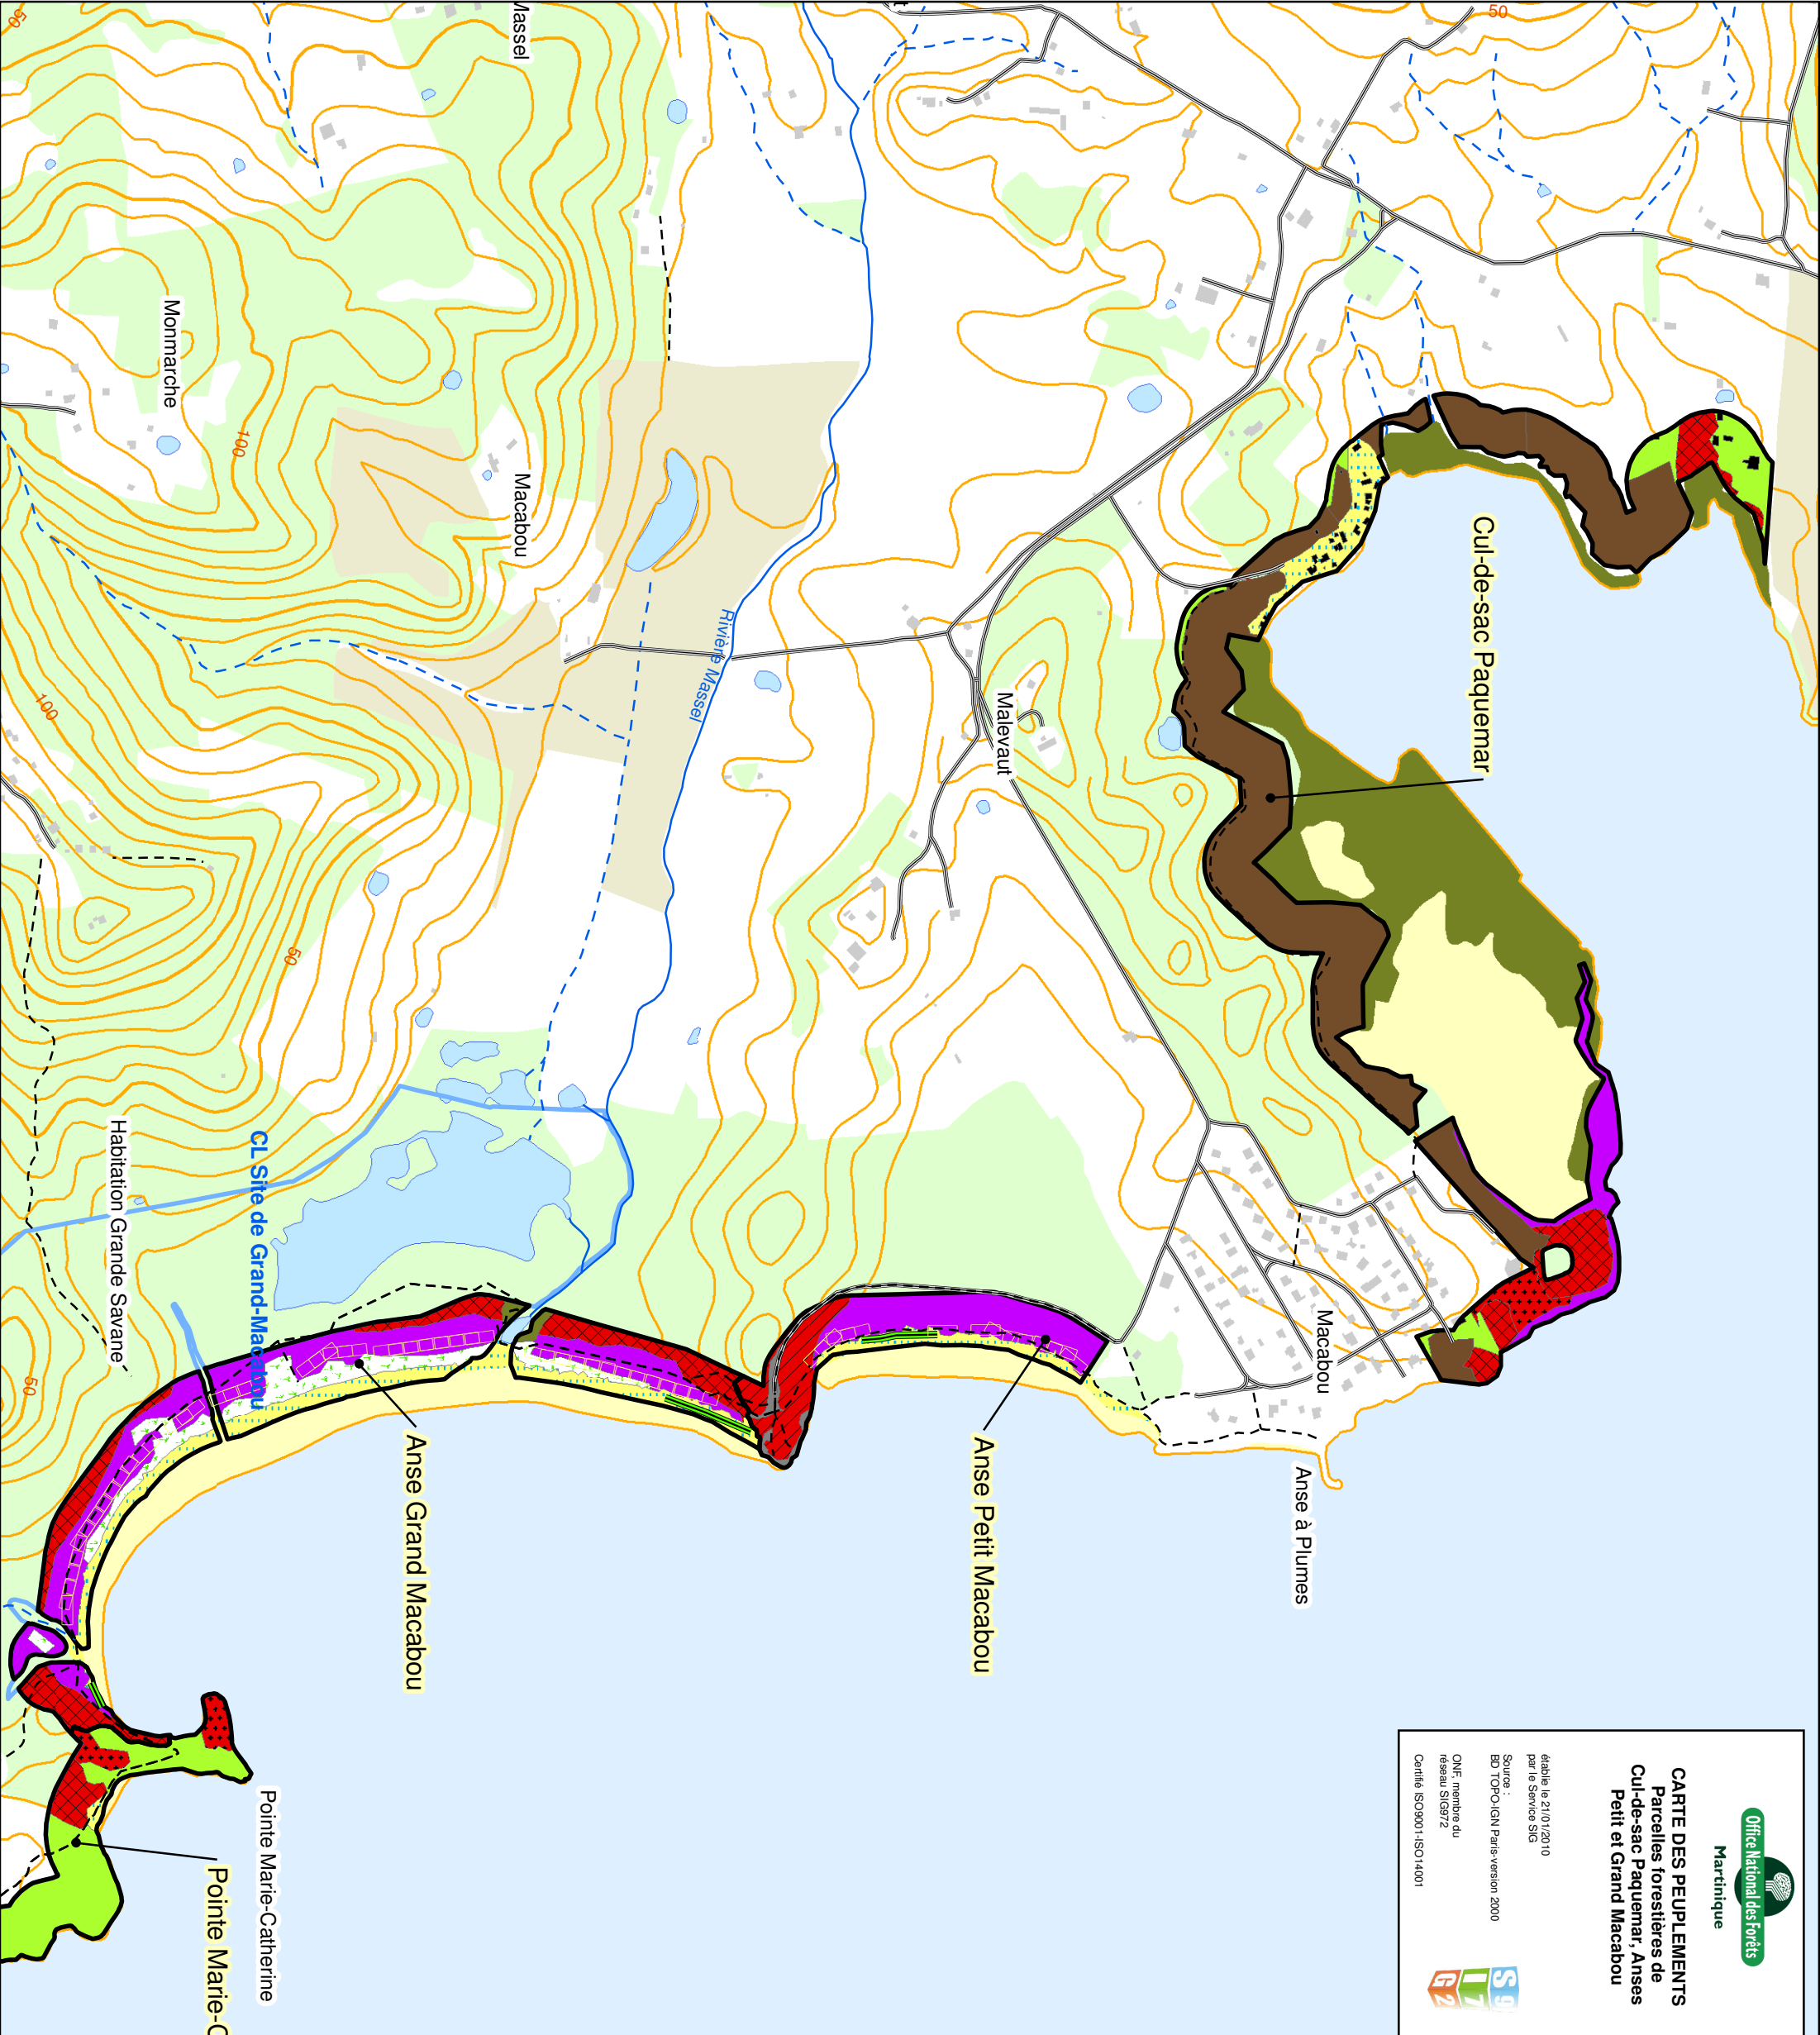 Office National des Forêts
Martinique
CARTE DES PEUPLEMENTS
Parcelles forestières de
Cul-de-sac Paquemar, Anses
Petit et Grand Macabou
établie le 21/01/2010
par le Service SIG
Source :
BD TOPO-IGN Paris-version 2000
ONF, membre du
réseau SIG972
Certifié ISO9001-ISO14001
50
Cul-de-sac Paquemar
Macabou
Anse à Plumes
Malevaut
Anse Petit Macabou
Rivière Massel
Massel
Macabou
Anse Grand Macabou
50
100
Monmarche
50
CL Site de Grand-Macabou
Pointe Marie-Catherine
Pointe Marie-C
Habitation Grande Savane
100
50